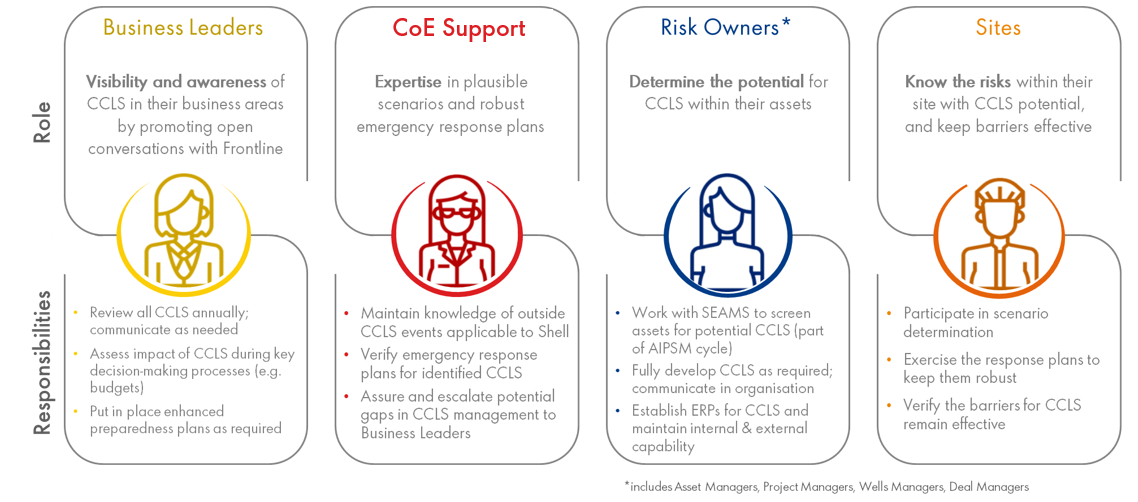 Business Leaders
CoE Support
Risk Owners*
Sites
Role
Visibility and awareness of
CCLS in their business areas
by promoting open
conversations with Frontline
Expertise in plausible
scenarios and robust
emergency response plans
Determine the potential for
CCLS within their assets
Know the risks within their
site with CCLS potential,
and keep barriers effective
Responsibilities
• Review all CCLS annually;
communicate as needed
• Assess impact of CCLS during key
decision-making processes (e.g.
budgets)
• Put in place enhanced
preparedness plans as required
• Maintain knowledge of outside
CCLS events applicable to Shell
• Verify emergency response
plans for identified CCLS
• Assure and escalate potential
gaps in CCLS management to
Business Leaders
• Work with SEAMS to screen
assets for potential CCLS (part
of AIPSM cycle)
• Fully develop CCLS as required;
communicate in organisation
• Establish ERPs for CCLS and
maintain internal & external
capability
• Participate in scenario
determination
• Exercise the response plans to
keep them robust
• Verify the barriers for CCLS
remain effective
*includes Asset Managers, Project Managers, Wells Managers, Deal Managers